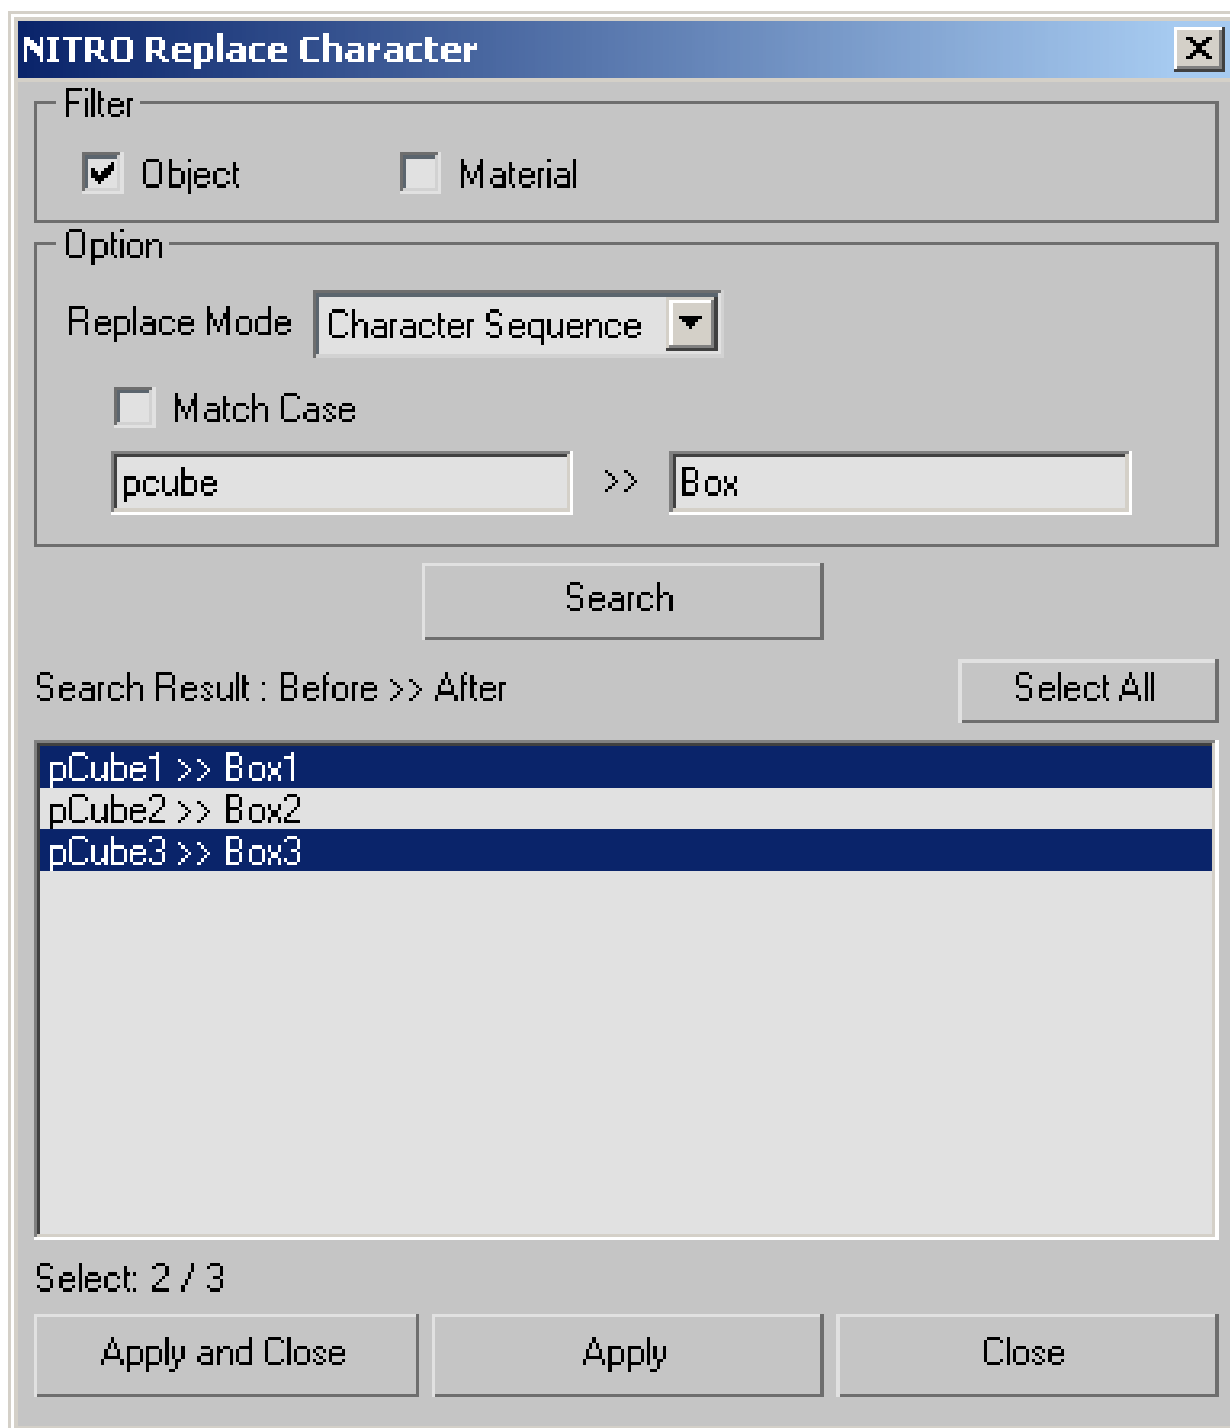 NITRO Replace Character
Filter
Object Material
Option
Replace Mode Character Sequence
Match Case
pcube >> Box
Search
Search Result : Before >> After Select All
pCube1 >> Box1
pCube2 >> Box2
pCube3 >> Box3
Select: 2 / 3
Apply and Close Apply Close